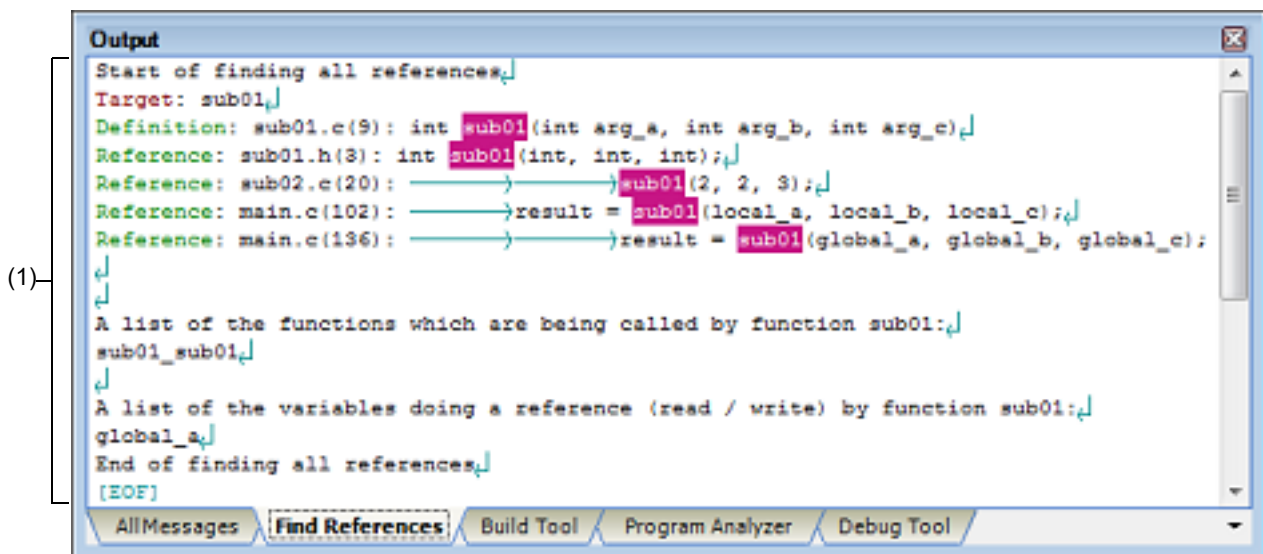 Output
Start of finding all references
Target: sub01
Definition: sub01.c(9): int sub01(int arg_a, int arg_b, int arg_c)
Reference: sub01.h(3): int sub01(int, int, int);
Reference: sub02.c(20): sub01(2, 2, 3);
Reference: main.c(102): result = sub01(local_a, local_b, local_c);
Reference: main.c(136): result = sub01(global_a, global_b, global_c);
(1)
A list of the functions which are being called by function sub01:
sub01_sub01
A list of the variables doing a reference (read / write) by function sub01:
global_a
End of finding all references
[EOF]
All Messages Find References Build Tool Program Analyzer Debug Tool